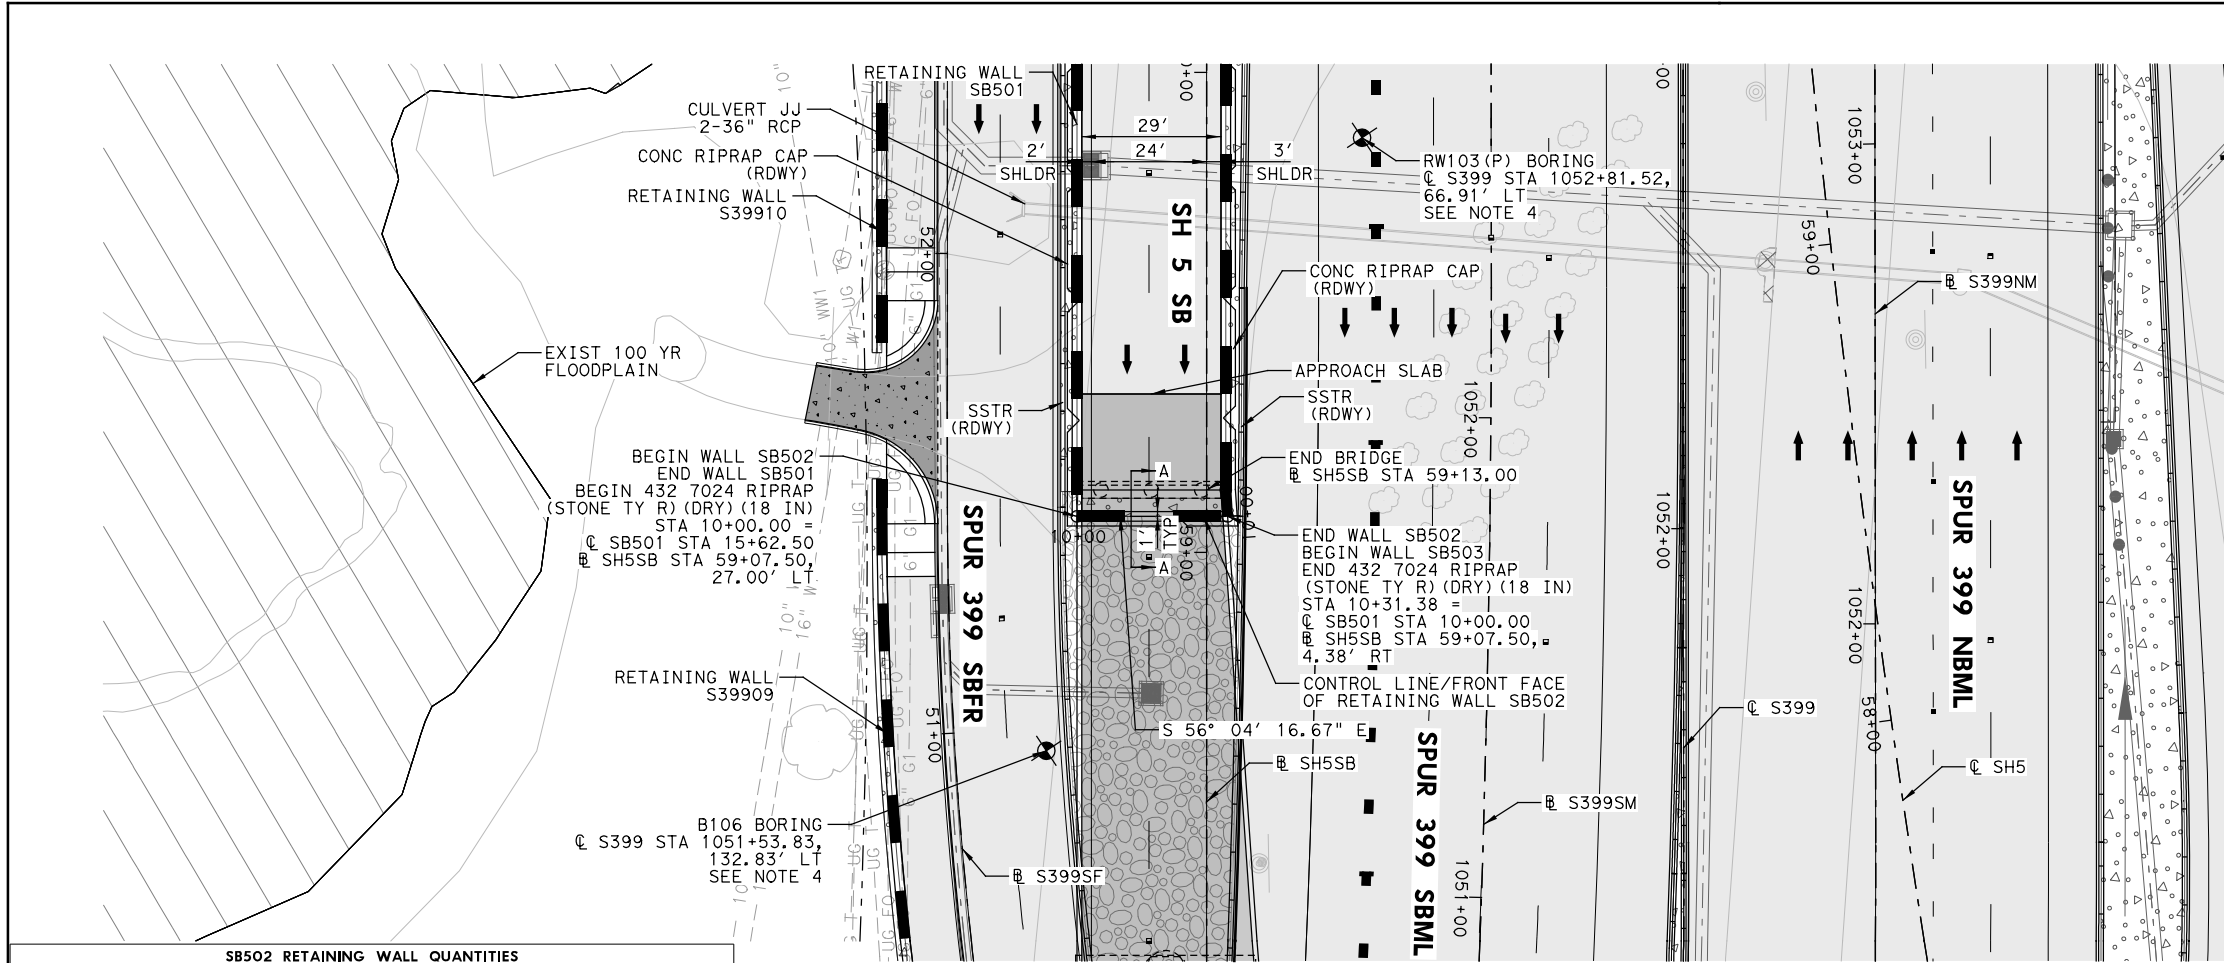 RETAINING WALL
SB501
CULVERT JJ
2-36" RCP
CONC RIPRAP CAP
(RDWY)
RETAINING WALL
S39910
29'
2'
24'
3'
SHLDR
SHLDR
RW103(P) BORING
℄ S399 STA 1052+81.52,
66.91' LT
SEE NOTE 4
SH 5 SB
CONC RIPRAP CAP
(RDWY)
52+00
1053+00
59+00
B̲L S399NM
EXIST 100 YR
FLOODPLAIN
APPROACH SLAB
SSTR
(RDWY)
SSTR
(RDWY)
1052+00
BEGIN WALL SB502
END WALL SB501
BEGIN 432 7024 RIPRAP
(STONE TY R)(DRY)(18 IN)
STA 10+00.00 =
℄ SB501 STA 15+62.50
B̲L SH5SB STA 59+07.50,
27.00' LT
A
END BRIDGE
B̲L SH5SB STA 59+13.00
10+00
1'
TYP
59+00
A
10+00
END WALL SB502
BEGIN WALL SB503
END 432 7024 RIPRAP
(STONE TY R)(DRY)(18 IN)
STA 10+31.38 =
℄ SB501 STA 10+00.00
B̲L SH5SB STA 59+07.50,
4.38' RT
CONTROL LINE/FRONT FACE
OF RETAINING WALL SB502
SPUR 399 SBFR
1052+00
1052+00
SPUR 399 NBML
10" W
16" W
RETAINING WALL
S39909
51+00
S 56° 04' 16.67" E
B̲L SH5SB
SPUR 399 SBML
℄ S399
58+00
℄ SH5
B̲L S399SM
B106 BORING
℄ S399 STA 1051+53.83,
132.83' LT
SEE NOTE 4
B̲L S399SF
1051+00
SB502 RETAINING WALL QUANTITIES